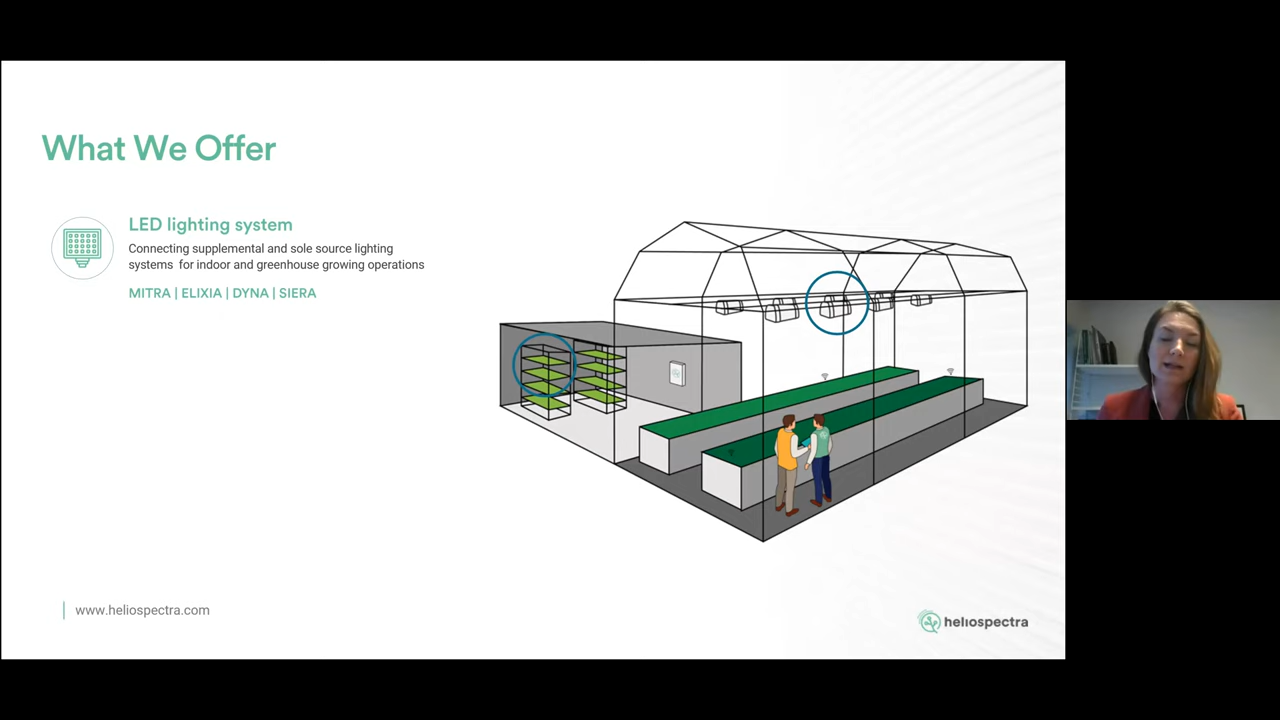 What We Offer
LED lighting system
Connecting supplemental and sole source lighting
systems for indoor and greenhouse growing operations
MITRA | ELIXIA | DYNA | SIERA
www.heliospectra.com
heliospectra